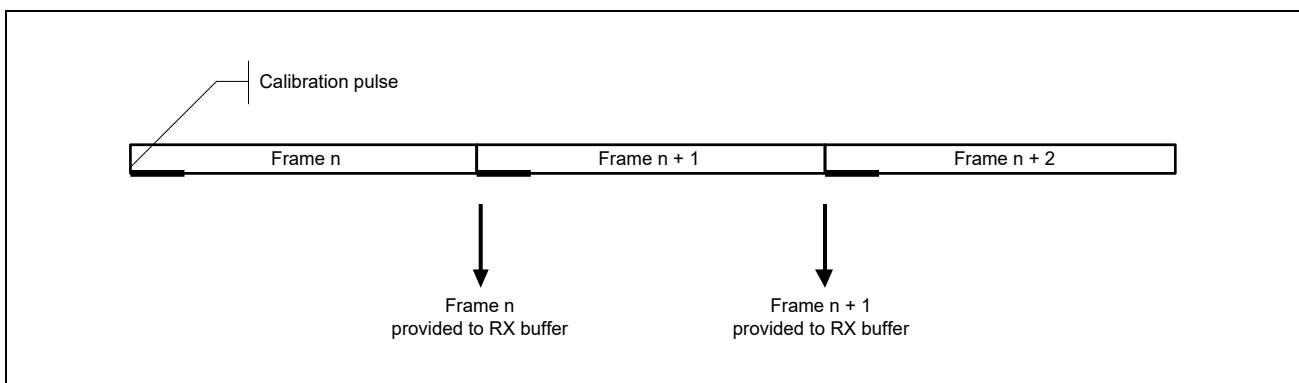 Calibration pulse
Frame n
Frame n + 1
Frame n + 2
Frame n
provided to RX buffer
Frame n + 1
provided to RX buffer